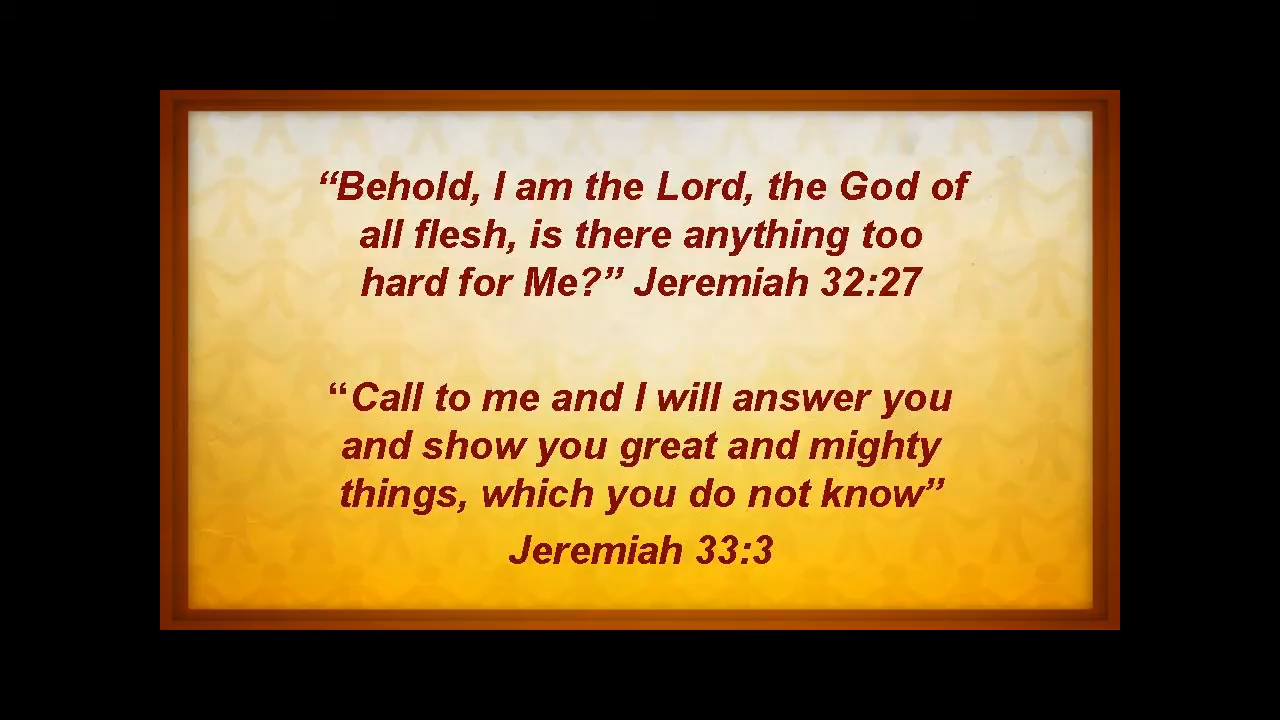 “Behold, I am the Lord, the God of
all flesh, is there anything too
hard for Me?” Jeremiah 32:27
“Call to me and I will answer you
and show you great and mighty
things, which you do not know”
Jeremiah 33:3